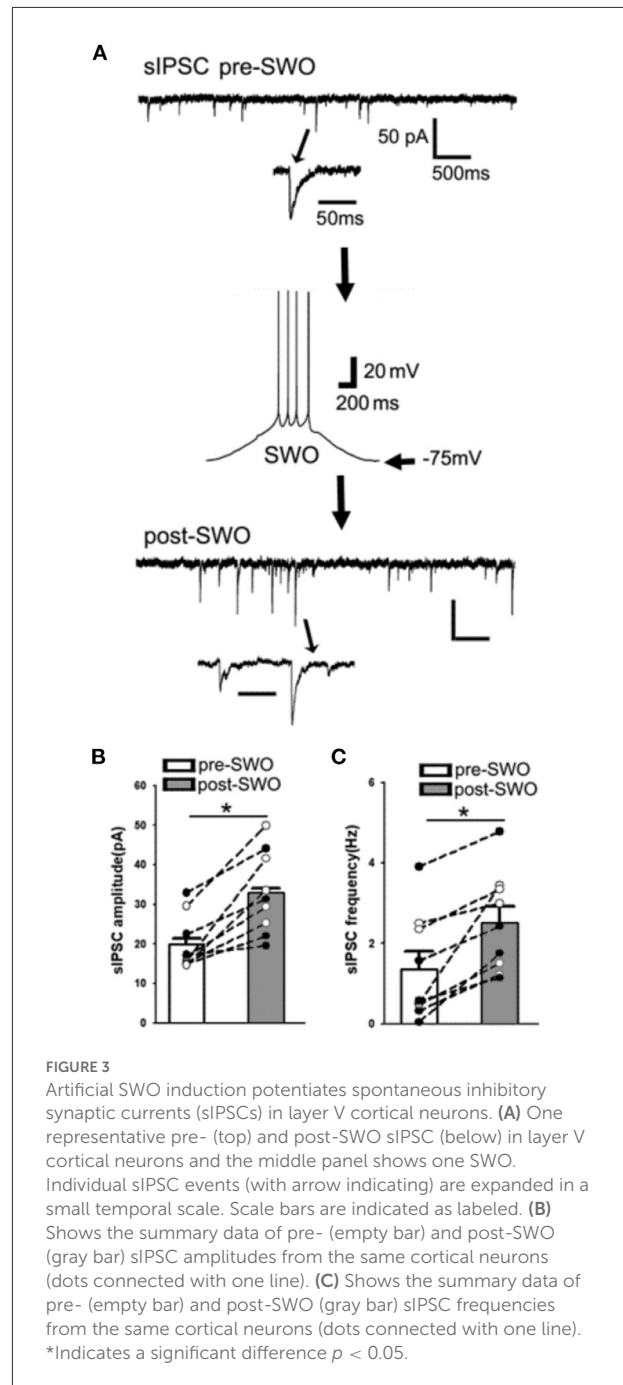 A
sIPSC pre-SWO
50 pA
500ms
50ms
20 mV
200 ms
SWO
-75mV
post-SWO
B
pre-SWO
post-SWO
*
sIPSC amplitude(pA)
60
50
40
30
20
10
0
C
pre-SWO
post-SWO
*
sIPSC frequency(Hz)
6
4
2
0
FIGURE 3
Artificial SWO induction potentiates spontaneous inhibitory
synaptic currents (sIPSCs) in layer V cortical neurons. (A) One
representative pre- (top) and post-SWO sIPSC (below) in layer V
cortical neurons and the middle panel shows one SWO.
Individual sIPSC events (with arrow indicating) are expanded in a
small temporal scale. Scale bars are indicated as labeled. (B)
Shows the summary data of pre- (empty bar) and post-SWO
(gray bar) sIPSC amplitudes from the same cortical neurons
(dots connected with one line). (C) Shows the summary data of
pre- (empty bar) and post-SWO (gray bar) sIPSC frequencies
from the same cortical neurons (dots connected with one line).
*Indicates a significant difference p < 0.05.